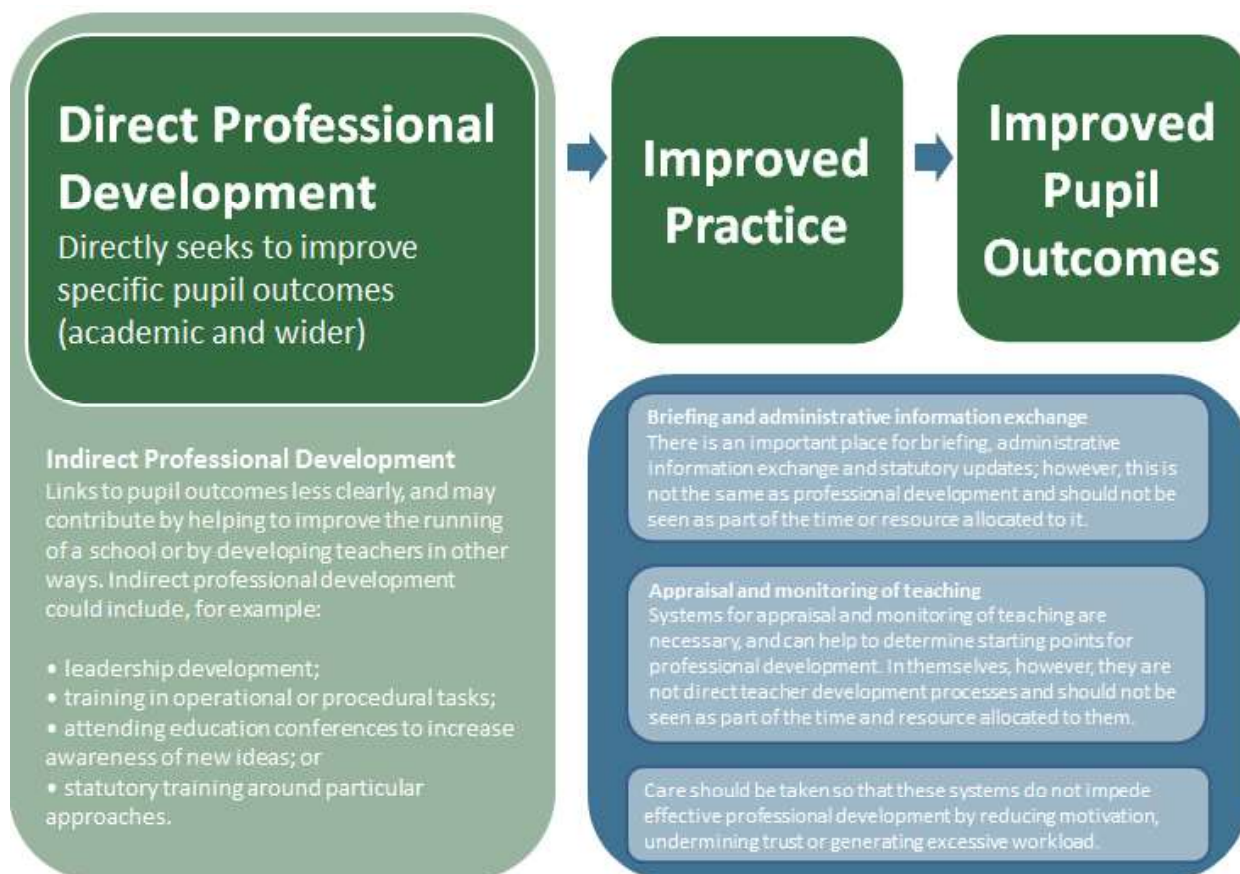 Direct Professional
Development
Directly seeks to improve
specific pupil outcomes
(academic and wider)
Improved
Practice
Improved
Pupil
Outcomes
Indirect Professional Development
Links to pupil outcomes less clearly, and may
contribute by helping to improve the running
of a school or by developing teachers in other
ways. Indirect professional development
could include, for example:
• leadership development;
• training in operational or procedural tasks;
• attending education conferences to increase
awareness of new ideas; or
• statutory training around particular
approaches.
Briefing and administrative information exchange
There is an important place for briefing, administrative
information exchange and statutory updates; however, this is
not the same as professional development and should not be
seen as part of the time or resource allocated to it.
Appraisal and monitoring of teaching
Systems for appraisal and monitoring of teaching are
necessary, and can help to determine starting points for
professional development. In themselves, however, they are
not direct teacher development processes and should not be
seen as part of the time and resource allocated to them.
Care should be taken so that these systems do not impede
effective professional development by reducing motivation,
undermining trust or generating excessive workload.